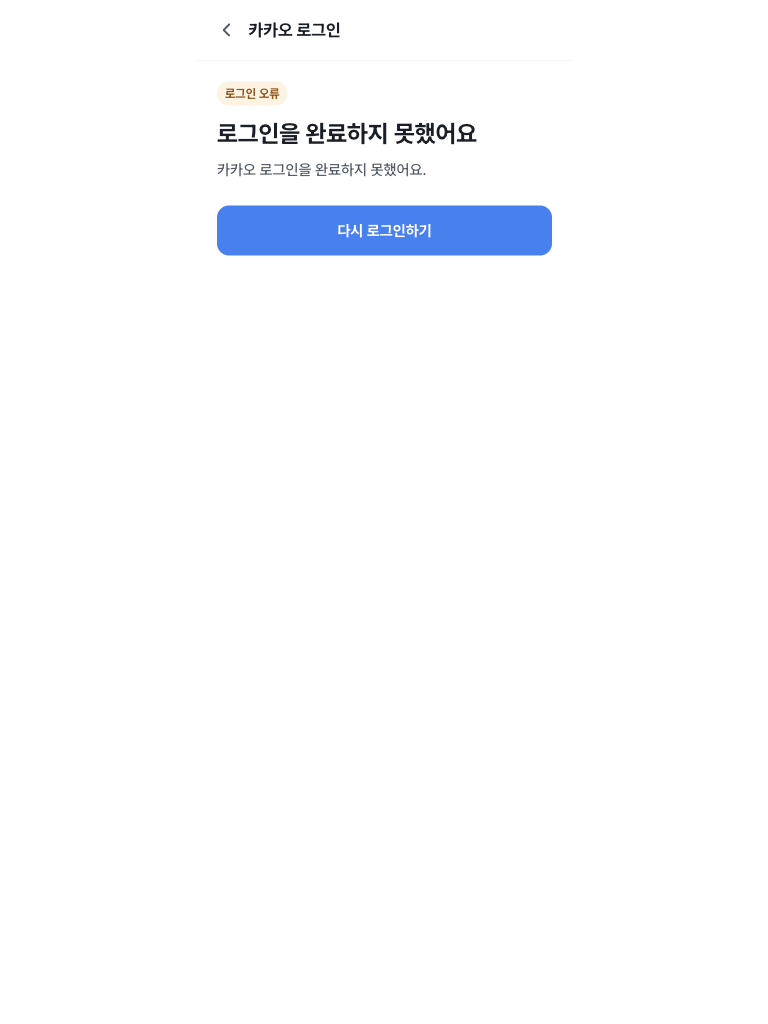 카카오 로그인
로그인 오류
로그인을 완료하지 못했어요
카카오 로그인을 완료하지 못했어요.
다시 로그인하기